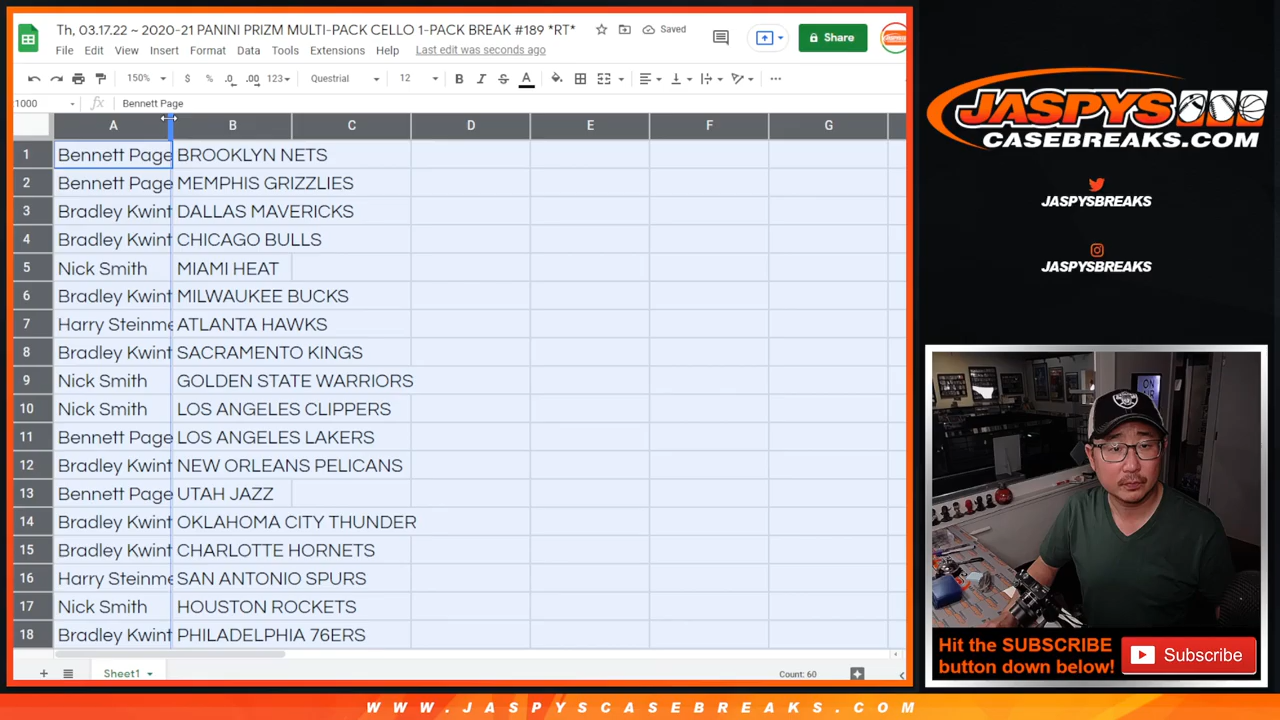 Th, 03.17.22 ~ 2020-21 PANINI PRIZM MULTI-PACK CELLO 1-PACK BREAK #189 *RT*
Saved
Share
File Edit View Insert Format Data Tools Extensions Help Last edit was seconds ago
150% $ % .0 .00 123 Questrial 12 B I S A
1000 fx Bennett Page
A B C D E F G
1 Bennett Page BROOKLYN NETS
2 Bennett Page MEMPHIS GRIZZLIES
3 Bradley Kwint DALLAS MAVERICKS
4 Bradley Kwint CHICAGO BULLS
5 Nick Smith MIAMI HEAT
6 Bradley Kwint MILWAUKEE BUCKS
7 Harry Steinme ATLANTA HAWKS
8 Bradley Kwint SACRAMENTO KINGS
9 Nick Smith GOLDEN STATE WARRIORS
10 Nick Smith LOS ANGELES CLIPPERS
11 Bennett Page LOS ANGELES LAKERS
12 Bradley Kwint NEW ORLEANS PELICANS
13 Bennett Page UTAH JAZZ
14 Bradley Kwint OKLAHOMA CITY THUNDER
15 Bradley Kwint CHARLOTTE HORNETS
16 Harry Steinme SAN ANTONIO SPURS
17 Nick Smith HOUSTON ROCKETS
18 Bradley Kwint PHILADELPHIA 76ERS
Sheet1
Count: 60
JASPYS
CASEBREAKS.COM
JASPYSBREAKS
JASPYSBREAKS
ON
Hit the SUBSCRIBE
button down below!
Subscribe
WWW.JASPYSCASEBREAKS.COM